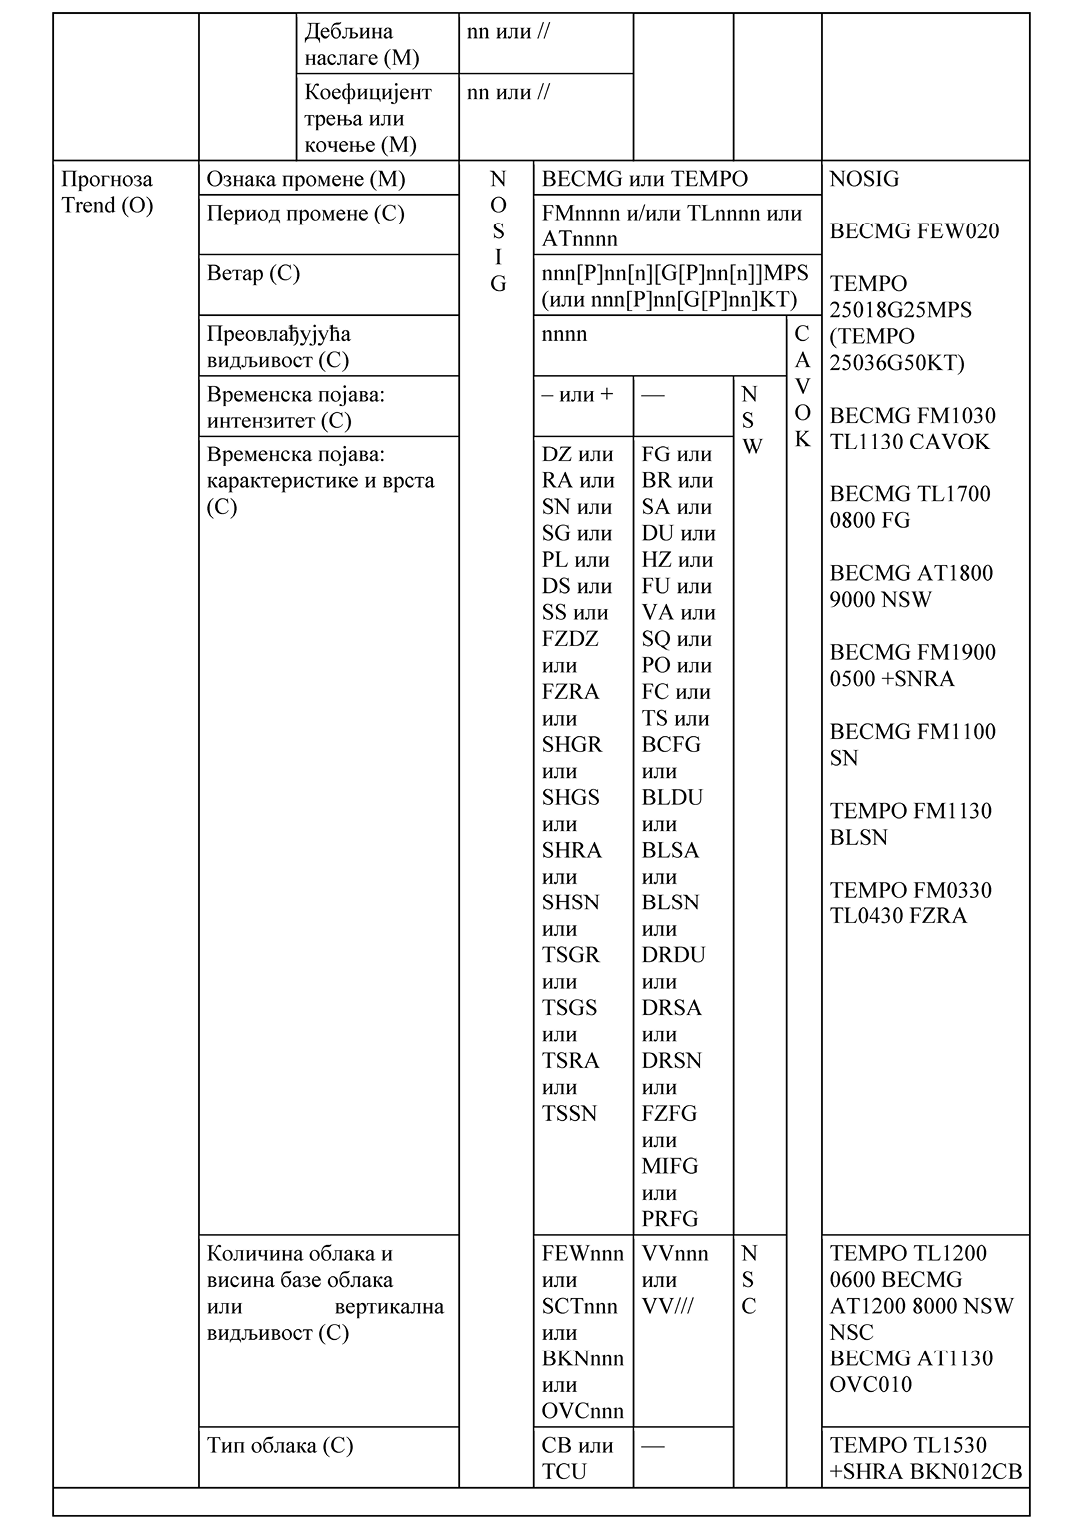 Дебљина
наслаге (М)
nn или //
Коефицијент
трења или
кочење (М)
nn или //
Прогноза
Trend (O)
Ознака промене (М)
N
O
S
I
G
BECMG или TEMPO
NOSIG
Период промене (С)
FMnnnn и/или TLnnnn или
ATnnnn
BECMG FEW020
Ветар (С)
nnn[P]nn[n][G[P]nn[n]]MPS
(или nnn[P]nn[G[P]nn]KT)
TEMPO
25018G25MPS
(TEMPO
25036G50KT)
Преовлађујућа
видљивост (С)
nnnn
C
A
V
O
K
Временска појава:
интензитет (С)
– или +
—
N
S
W
BECMG FM1030
TL1130 CAVOK
Временска појава:
карактеристике и врста
(С)
DZ или
RA или
SN или
SG или
PL или
DS или
SS или
FZDZ
или
FZRA
или
SHGR
или
SHGS
или
SHRA
или
SHSN
или
TSGR
или
TSGS
или
TSRA
или
TSSN
FG или
BR или
SA или
DU или
HZ или
FU или
VA или
SQ или
PO или
FC или
TS или
BCFG
или
BLDU
или
BLSA
или
BLSN
или
DRDU
или
DRSA
или
DRSN
или
FZFG
или
MIFG
или
PRFG
BECMG TL1700
0800 FG
BECMG AT1800
9000 NSW
BECMG FM1900
0500 +SNRA
BECMG FM1100
SN
TEMPO FM1130
BLSN
TEMPO FM0330
TL0430 FZRA
Количина облака и
висина базе облака
или вертикална
видљивост (С)
FEWnnn
или
SCTnnn
или
BKNnnn
или
OVCnnn
VVnnn
или
VV///
N
S
C
TEMPO TL1200
0600 BECMG
AT1200 8000 NSW
NSC
BECMG AT1130
OVC010
Тип облака (С)
CB или
TCU
—
TEMPO TL1530
+SHRA BKN012CB